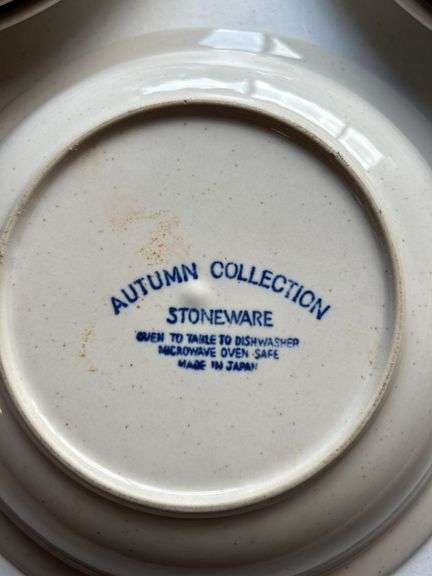 AUTUMN COLLECTION
STONEWARE
OVEN TO TABLE TO DISHWASHER
MICROWAVE OVEN SAFE
MADE IN JAPAN